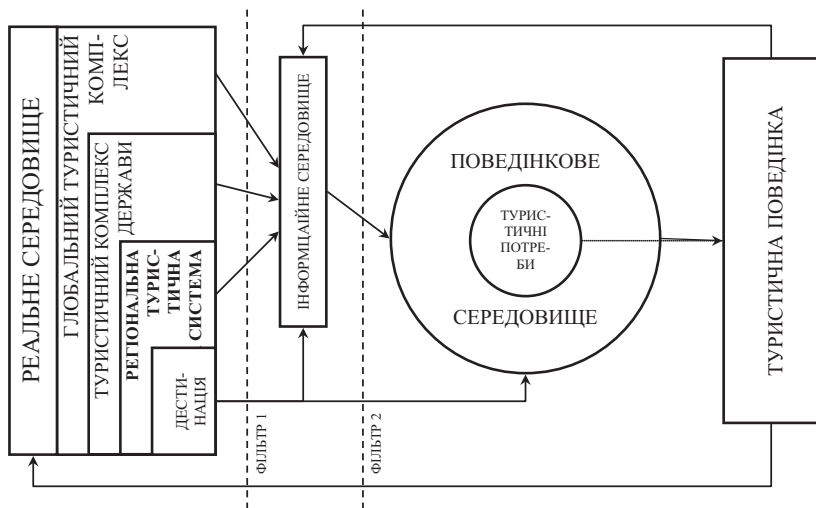 РЕАЛЬНЕ СЕРЕДОВИЩЕ
ГЛОБАЛЬНИЙ ТУРИСТИЧНИЙ
КОМП-
ЛЕКС
ТУРИСТИЧНИЙ КОМПЛЕКС
ДЕРЖАВИ
РЕГІОНАЛЬНА
ТУРИС-
ТИЧНА
СИСТЕМА
ДЕСТИ-
НАЦІЯ
ФІЛЬТР 1
ІНФОРМЦАІЙНЕ СЕРЕДОВИЩЕ
ФІЛЬТР 2
ПОВЕДІНКОВЕ
ТУРИС-
ТИЧНІ
ПОТРЕ-
БИ
СЕРЕДОВИЩЕ
ТУРИСТИЧНА ПОВЕДІНКА